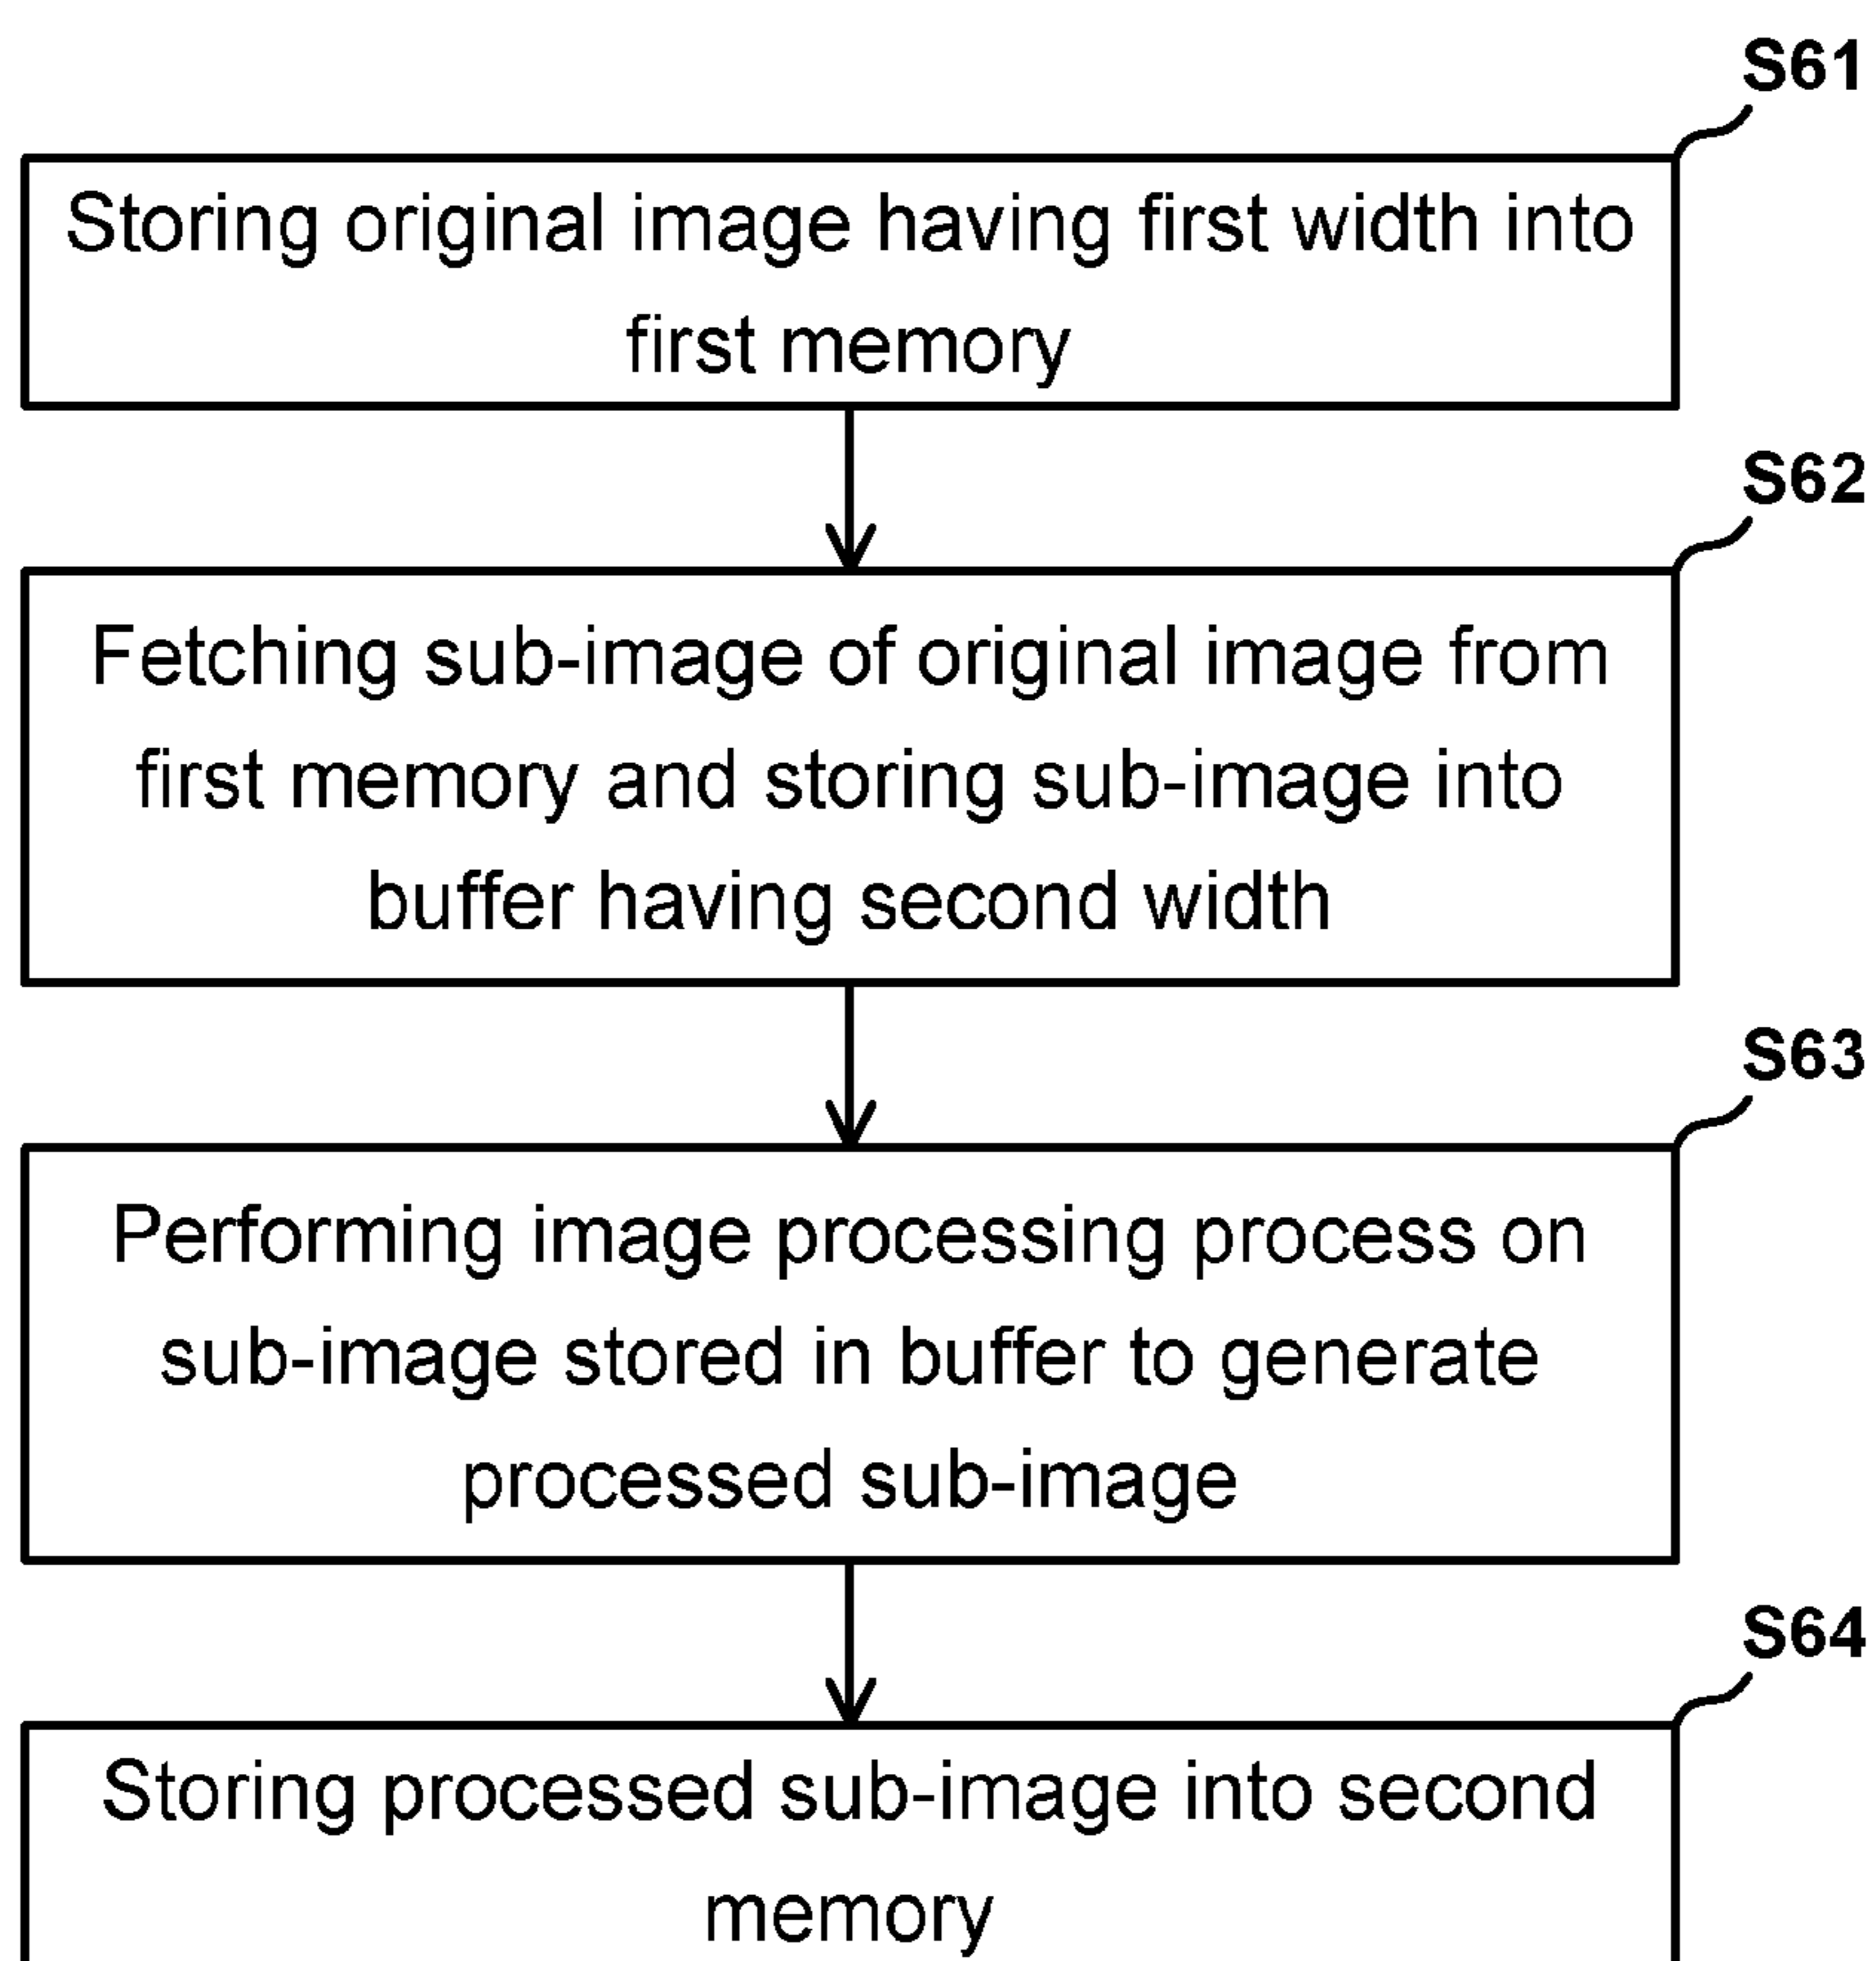 S61
Storing original image having first width into
first memory
S62
Fetching sub-image of original image from
first memory and storing sub-image into
buffer having second width
S63
Performing image processing process on
sub-image stored in buffer to generate
processed sub-image
S64
Storing processed sub-image into second
memory